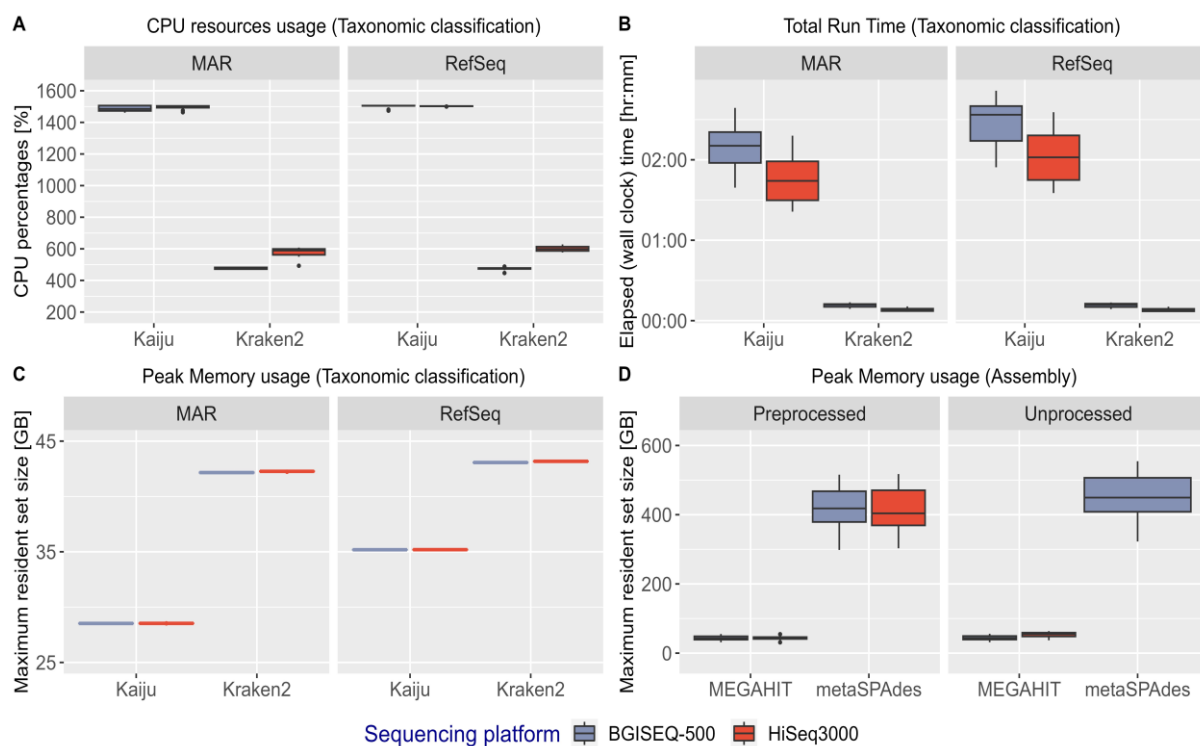 A CPU resources usage (Taxonomic classification)
MAR RefSeq
CPU percentages [%]
1600
1400
1200
1000
800
600
400
200
Kaiju Kraken2 Kaiju Kraken2
B Total Run Time (Taxonomic classification)
MAR RefSeq
Elapsed (wall clock) time [hr:mm]
02:00
01:00
00:00
Kaiju Kraken2 Kaiju Kraken2
C Peak Memory usage (Taxonomic classification)
MAR RefSeq
Maximum resident set size [GB]
45
35
25
Kaiju Kraken2 Kaiju Kraken2
D Peak Memory usage (Assembly)
Preprocessed Unprocessed
Maximum resident set size [GB]
600
400
200
0
MEGAHIT metaSPAdes MEGAHIT metaSPAdes
Sequencing platform BGISEQ-500 HiSeq3000